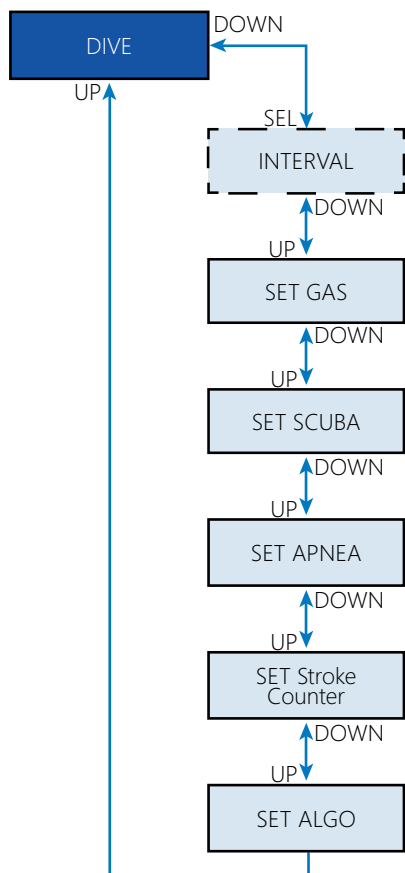 DIVE
DOWN
UP
SEL
INTERVAL
DOWN
UP
SET GAS
DOWN
UP
SET SCUBA
DOWN
UP
SET APNEA
DOWN
UP
SET Stroke
Counter
DOWN
UP
SET ALGO